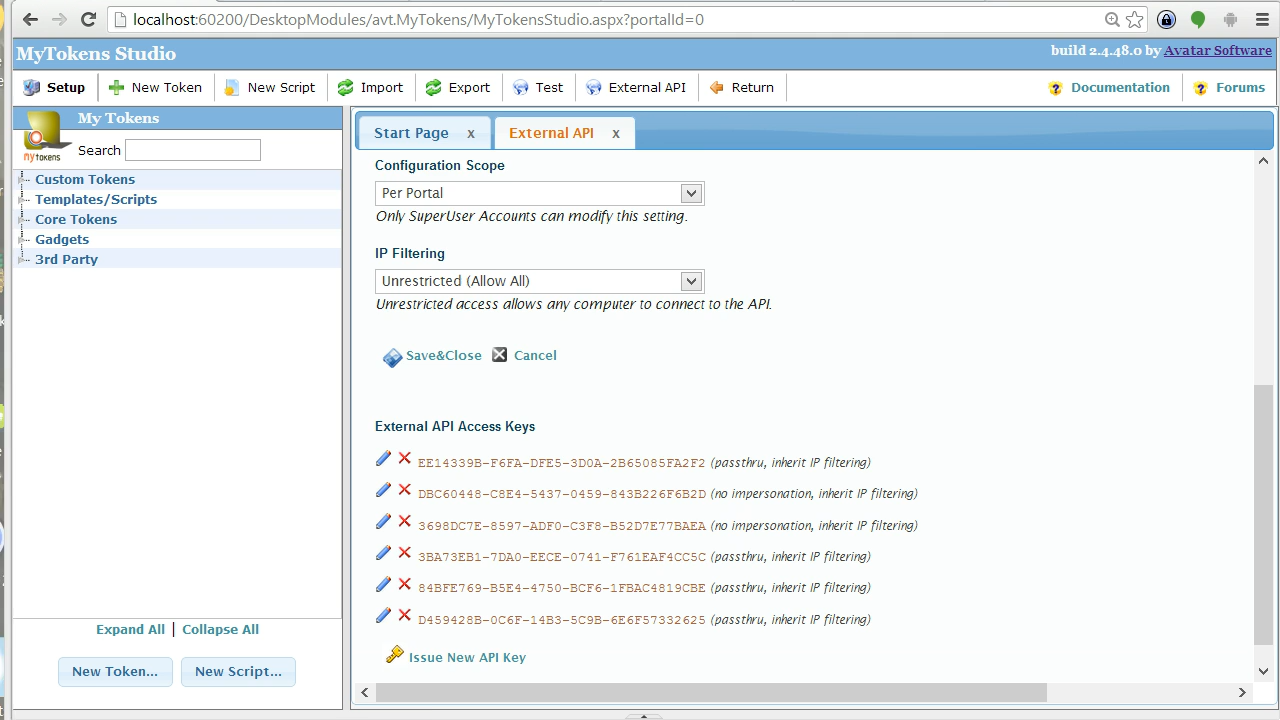 localhost:60200/DesktopModules/avt.MyTokens/MyTokensStudio.aspx?portalId=0
MyTokens Studio
build 2.4.48.0 by Avatar Software
Setup New Token New Script Import Export Test External API Return Documentation Forums
My Tokens
my tokens
Search
Custom Tokens
Templates/Scripts
Core Tokens
Gadgets
3rd Party
Expand All | Collapse All
New Token... New Script...
Start Page x External API x
Configuration Scope
Per Portal
Only SuperUser Accounts can modify this setting.
IP Filtering
Unrestricted (Allow All)
Unrestricted access allows any computer to connect to the API.
Save&Close Cancel
External API Access Keys
EE14339B-F6FA-DFE5-3D0A-2B65085FA2F2 (passthru, inherit IP filtering)
DBC60448-C8E4-5437-0459-843B226F6B2D (no impersonation, inherit IP filtering)
3698DC7E-8597-ADF0-C3F8-B52D7E77BAEA (no impersonation, inherit IP filtering)
3BA73EB1-7DA0-EECE-0741-F761EAF4CC5C (passthru, inherit IP filtering)
84BFE769-B5E4-4750-BCF6-1FBAC4819CBE (passthru, inherit IP filtering)
D459428B-0C6F-14B3-5C9B-6E6F57332625 (passthru, inherit IP filtering)
Issue New API Key